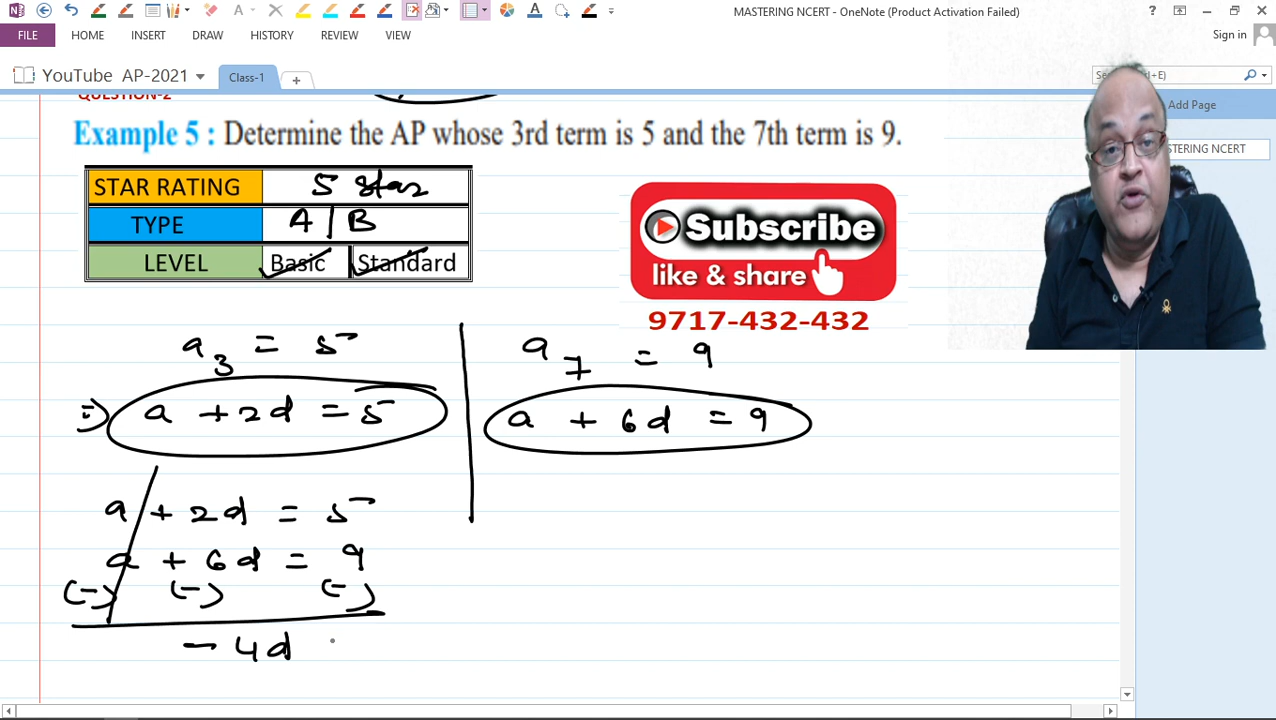 MASTERING NCERT - OneNote (Product Activation Failed)
FILE HOME INSERT DRAW HISTORY REVIEW VIEW
Sign in
YouTube AP-2021
Class-1
QUESTION-2
Add Page
Example 5 : Determine the AP whose 3rd term is 5 and the 7th term is 9.
STAR RATING 5 Star
TYPE A | B
LEVEL Basic Standard
Subscribe
like & share
9717-432-432
a₃ = 5
a₇ = 9
⇒ a + 2d = 5
a + 6d = 9
a + 2d = 5
a + 6d = 9
(-) (-) (-)
- 4d